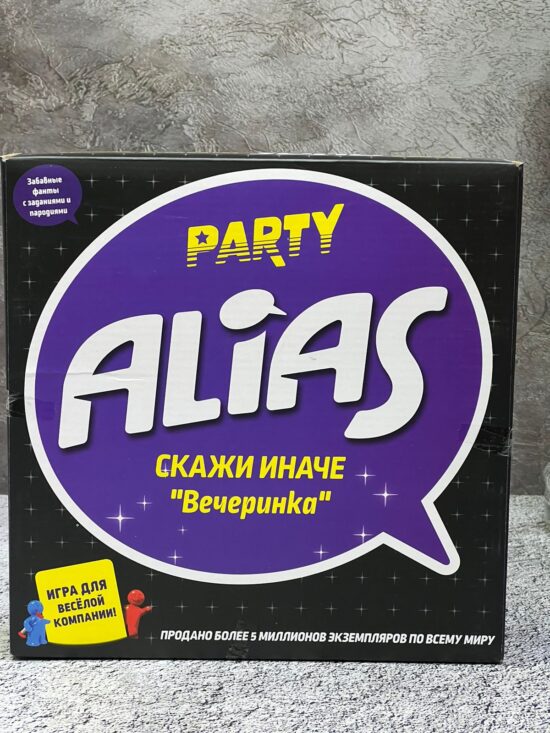 Забавные
фанты
с заданиями и
пародиями
PARTY
ALiAS
СКАЖИ ИНАЧЕ
"Вечеринка"
ИГРА ДЛЯ
ВЕСЁЛОЙ
КОМПАНИИ!
ПРОДАНО БОЛЕЕ 5 МИЛЛИОНОВ ЭКЗЕМПЛЯРОВ ПО ВСЕМУ МИРУ